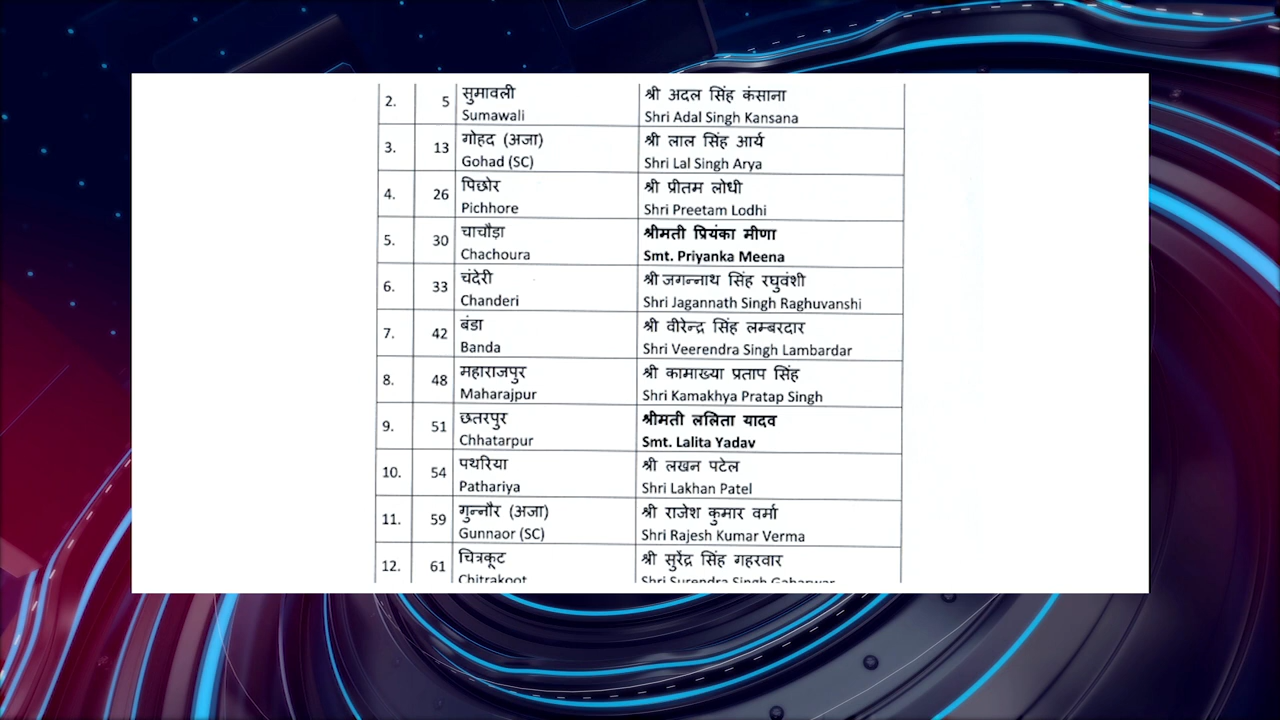 2. 5 सुमावली श्री अदल सिंह कंसाना
Sumawali Shri Adal Singh Kansana
3. 13 गोहद (अजा) श्री लाल सिंह आर्य
Gohad (SC) Shri Lal Singh Arya
4. 26 पिछोर श्री प्रीतम लोधी
Pichhore Shri Preetam Lodhi
5. 30 चाचौड़ा श्रीमती प्रियंका मीणा
Chachoura Smt. Priyanka Meena
6. 33 चंदेरी श्री जगन्नाथ सिंह रघुवंशी
Chanderi Shri Jagannath Singh Raghuvanshi
7. 42 बंडा श्री वीरेन्द्र सिंह लम्बरदार
Banda Shri Veerendra Singh Lambardar
8. 48 महाराजपुर श्री कामाख्या प्रताप सिंह
Maharajpur Shri Kamakhya Pratap Singh
9. 51 छतरपुर श्रीमती ललिता यादव
Chhatarpur Smt. Lalita Yadav
10. 54 पथरिया श्री लखन पटेल
Pathariya Shri Lakhan Patel
11. 59 गुन्नौर (अजा) श्री राजेश कुमार वर्मा
Gunnaor (SC) Shri Rajesh Kumar Verma
12. 61 चित्रकूट श्री सुरेंद्र सिंह गहरवार
Chitrakoot Shri Surendra Singh Gaharwar